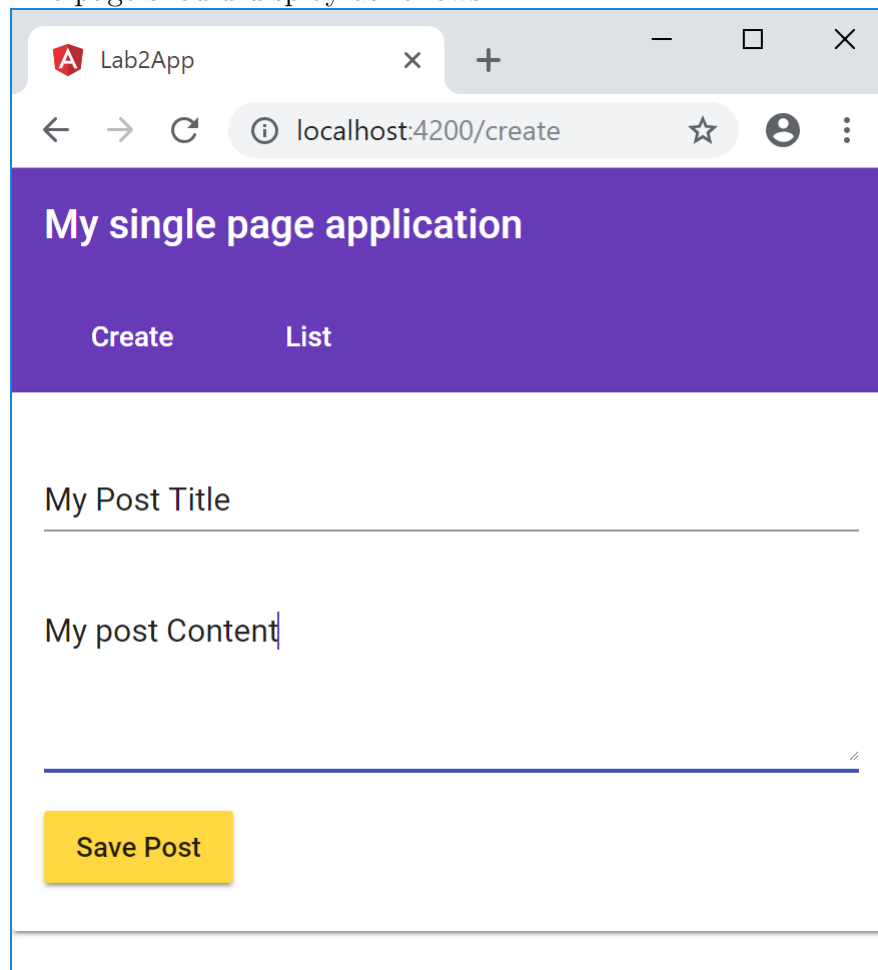 Lab2App
localhost:4200/create
My single page application
Create List
My Post Title
My post Content
Save Post